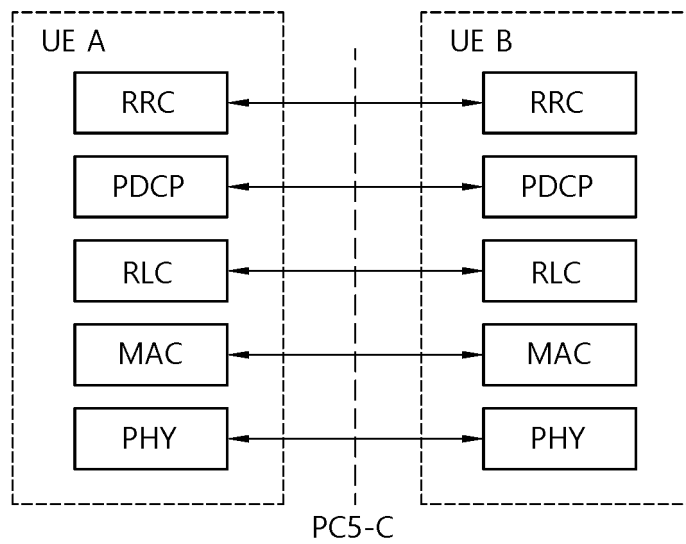 UE A UE B
RRC RRC
PDCP PDCP
RLC RLC
MAC MAC
PHY PHY
PC5-C